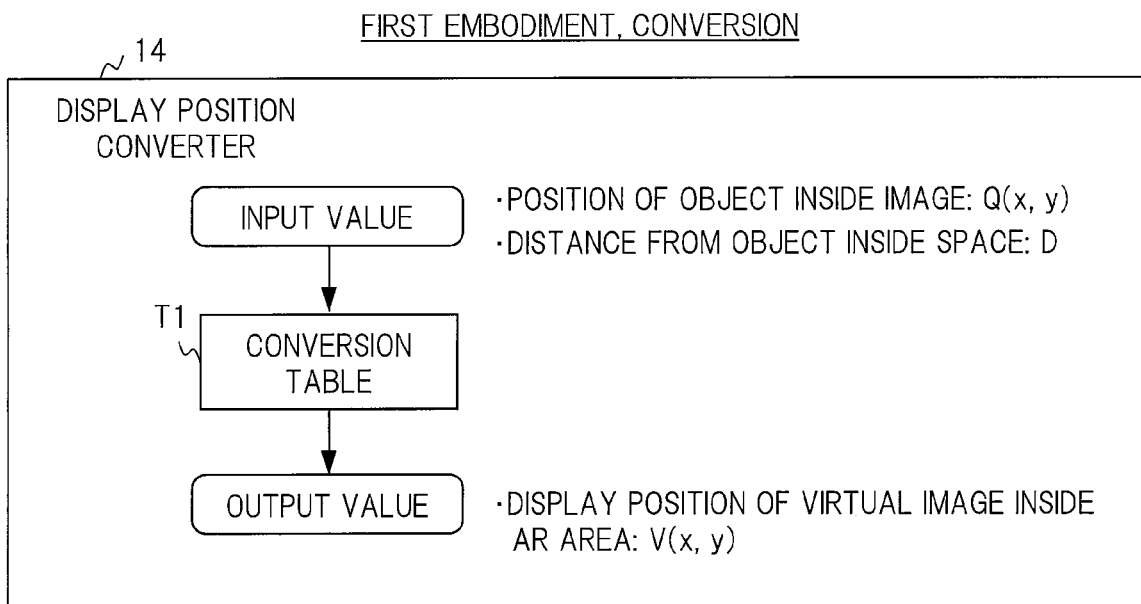 FIRST EMBODIMENT, CONVERSION
14
DISPLAY POSITION
CONVERTER
INPUT VALUE
·POSITION OF OBJECT INSIDE IMAGE: Q(x, y)
·DISTANCE FROM OBJECT INSIDE SPACE: D
T1
CONVERSION
TABLE
OUTPUT VALUE
·DISPLAY POSITION OF VIRTUAL IMAGE INSIDE
AR AREA: V(x, y)